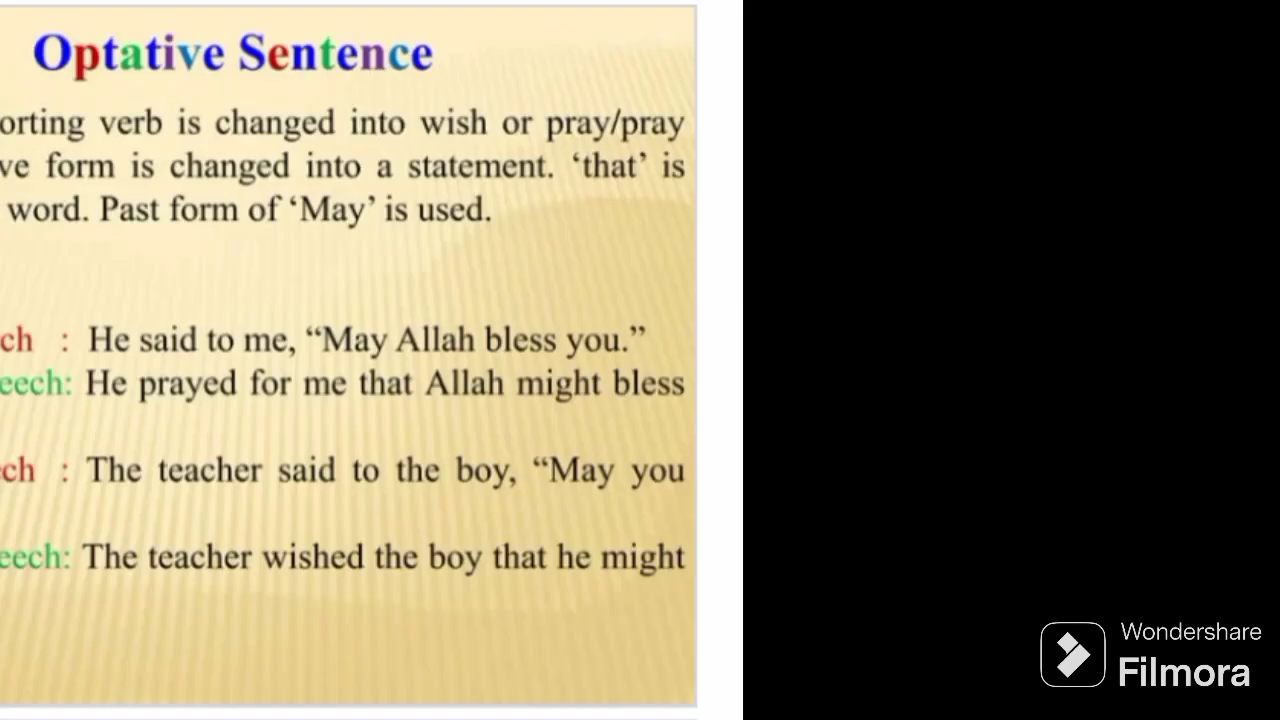 Optative Sentence
orting verb is changed into wish or pray/pray
ve form is changed into a statement. ‘that’ is
word. Past form of ‘May’ is used.
ch : He said to me, “May Allah bless you.”
eech: He prayed for me that Allah might bless
ch : The teacher said to the boy, “May you
eech: The teacher wished the boy that he might
Wondershare
Filmora